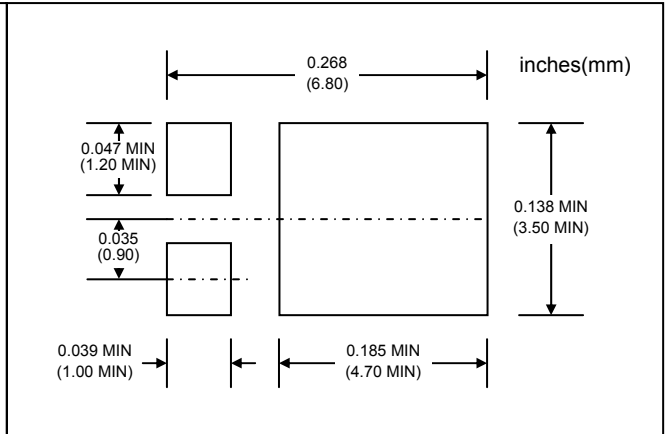 0.268
(6.80)
inches(mm)
0.047 MIN
(1.20 MIN)
0.035
(0.90)
0.138 MIN
(3.50 MIN)
0.039 MIN
(1.00 MIN)
0.185 MIN
(4.70 MIN)